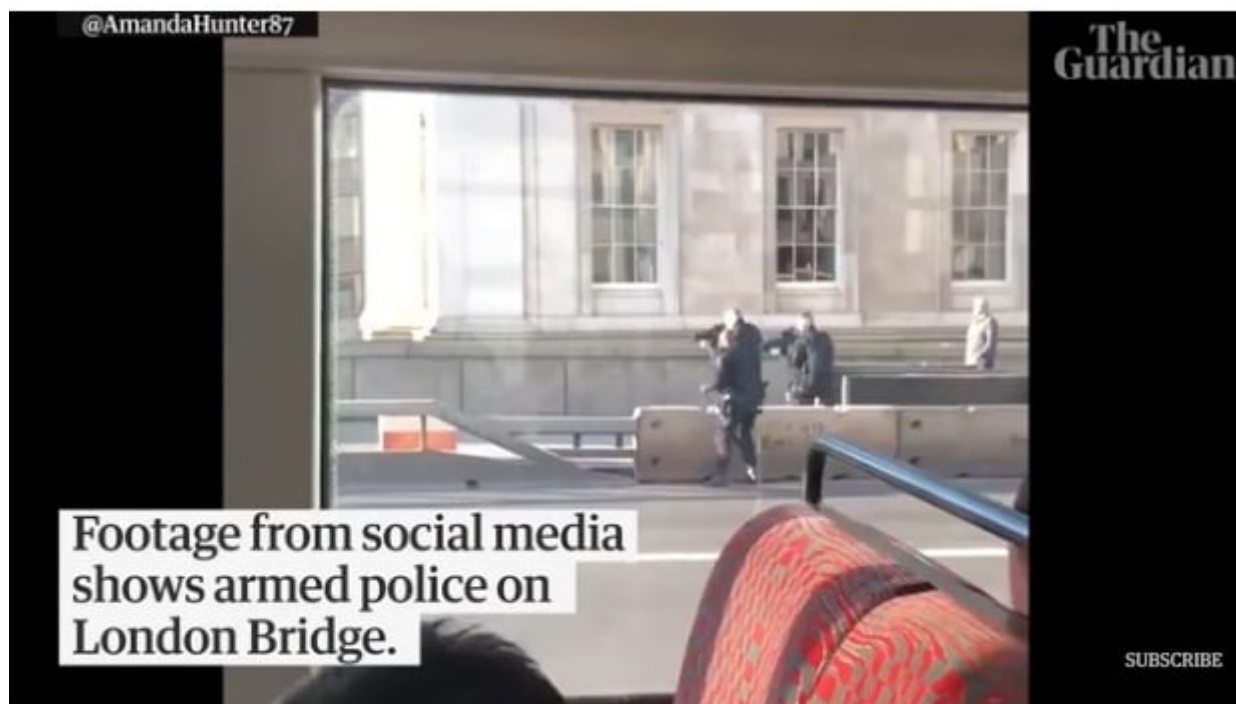 @AmandaHunter87
The
Guardian
Footage from social media
shows armed police on
London Bridge.
SUBSCRIBE